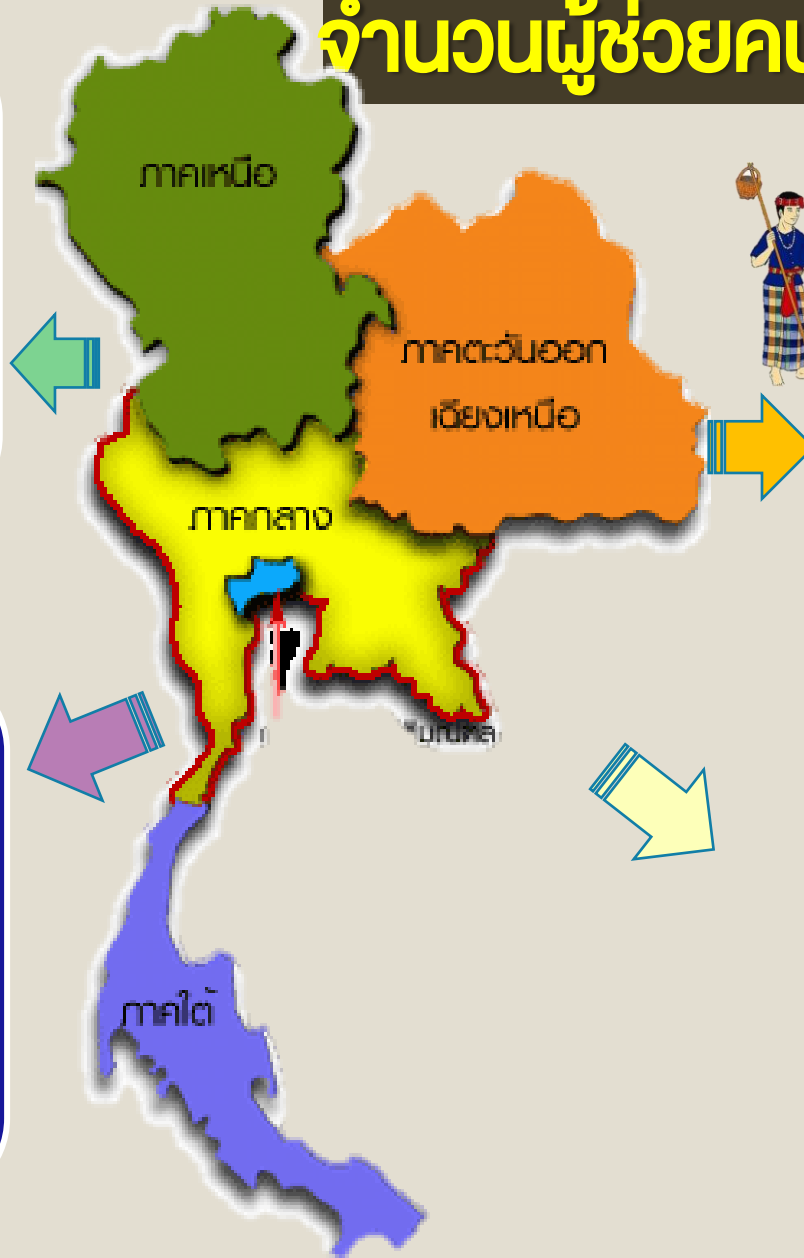 จำนวนผู้ช่วยคน
ภาคเหนือ
ภาคตะวันออก
เฉียงเหนือ
ภาคกลาง
ภาคใต้